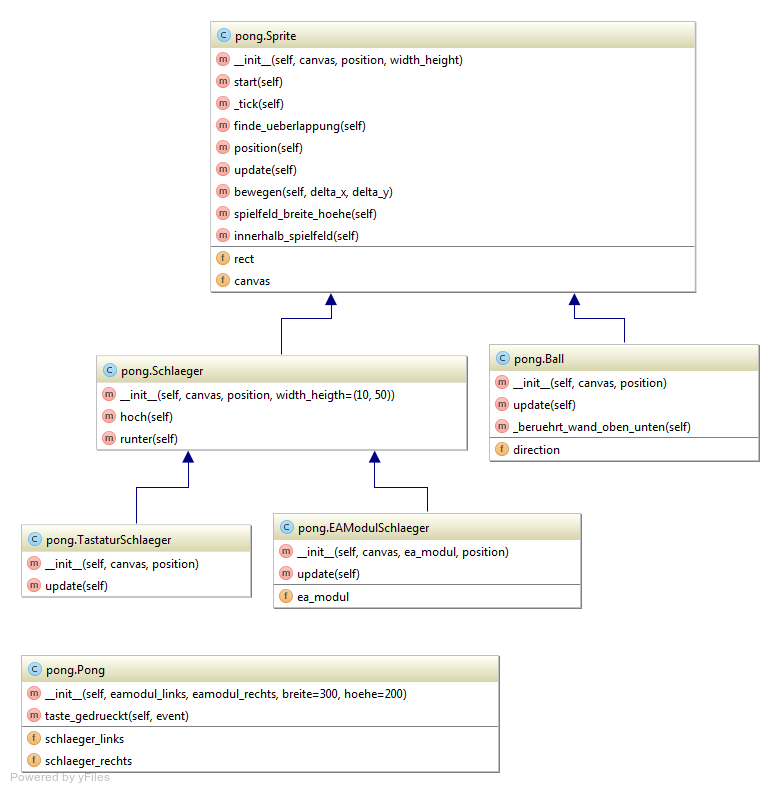 C pong.Sprite
m __init__(self, canvas, position, width_height)
m start(self)
m _tick(self)
m finde_ueberlappung(self)
m position(self)
m update(self)
m bewegen(self, delta_x, delta_y)
m spielfeld_breite_hoehe(self)
m innerhalb_spielfeld(self)
f rect
f canvas
C pong.Schlaeger
m __init__(self, canvas, position, width_heigth=(10, 50))
m hoch(self)
m runter(self)
C pong.Ball
m __init__(self, canvas, position)
m update(self)
m _beruehrt_wand_oben_unten(self)
f direction
C pong.TastaturSchlaeger
m __init__(self, canvas, position)
m update(self)
C pong.EAModulSchlaeger
m __init__(self, canvas, ea_modul, position)
m update(self)
f ea_modul
C pong.Pong
m __init__(self, eamodul_links, eamodul_rechts, breite=300, hoehe=200)
m taste_gedrueckt(self, event)
f schlaeger_links
f schlaeger_rechts
Powered by yFiles